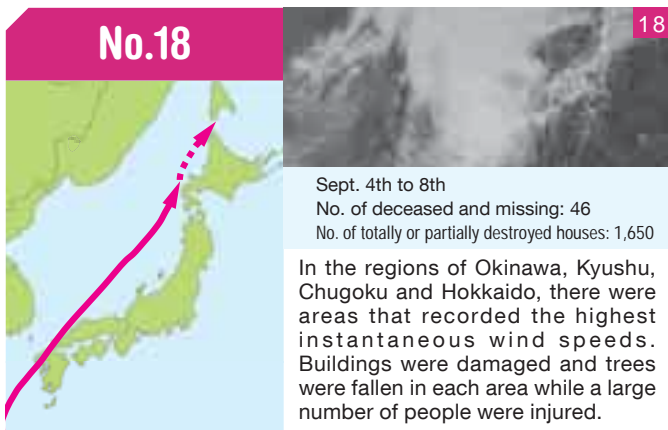 No.18
18
Sept. 4th to 8th
No. of deceased and missing: 46
No. of totally or partially destroyed houses: 1,650
In the regions of Okinawa, Kyushu,
Chugoku and Hokkaido, there were
areas that recorded the highest
instantaneous wind speeds.
Buildings were damaged and trees
were fallen in each area while a large
number of people were injured.